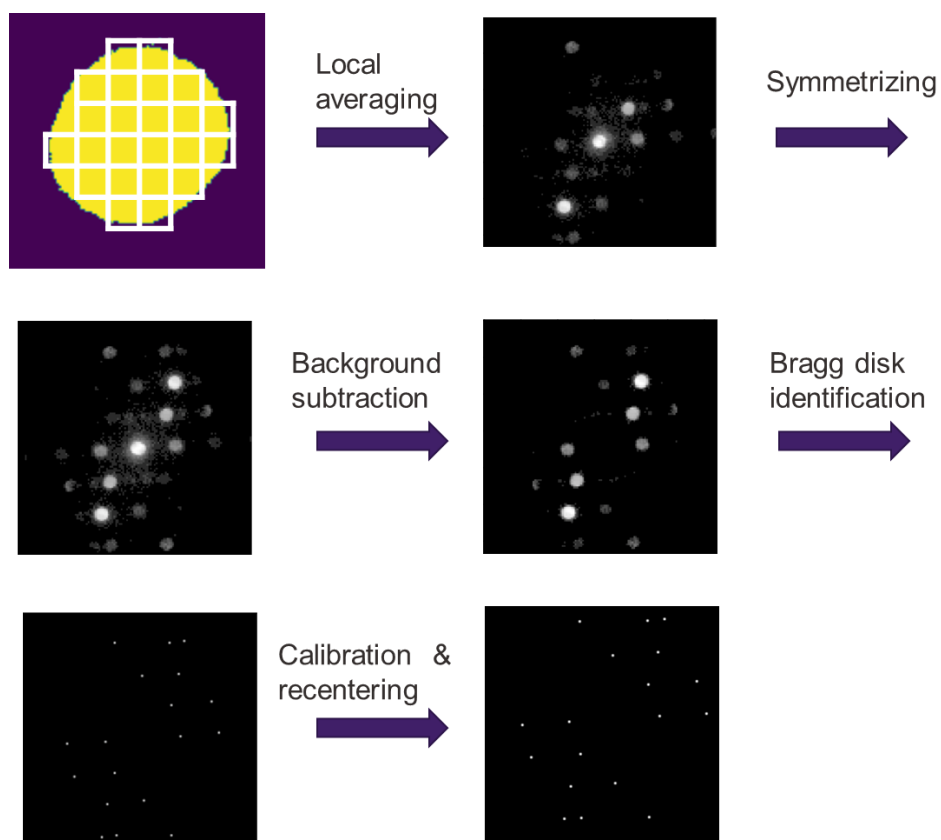 Local
averaging
Symmetrizing
Background
subtraction
Bragg disk
identification
Calibration &
recentering